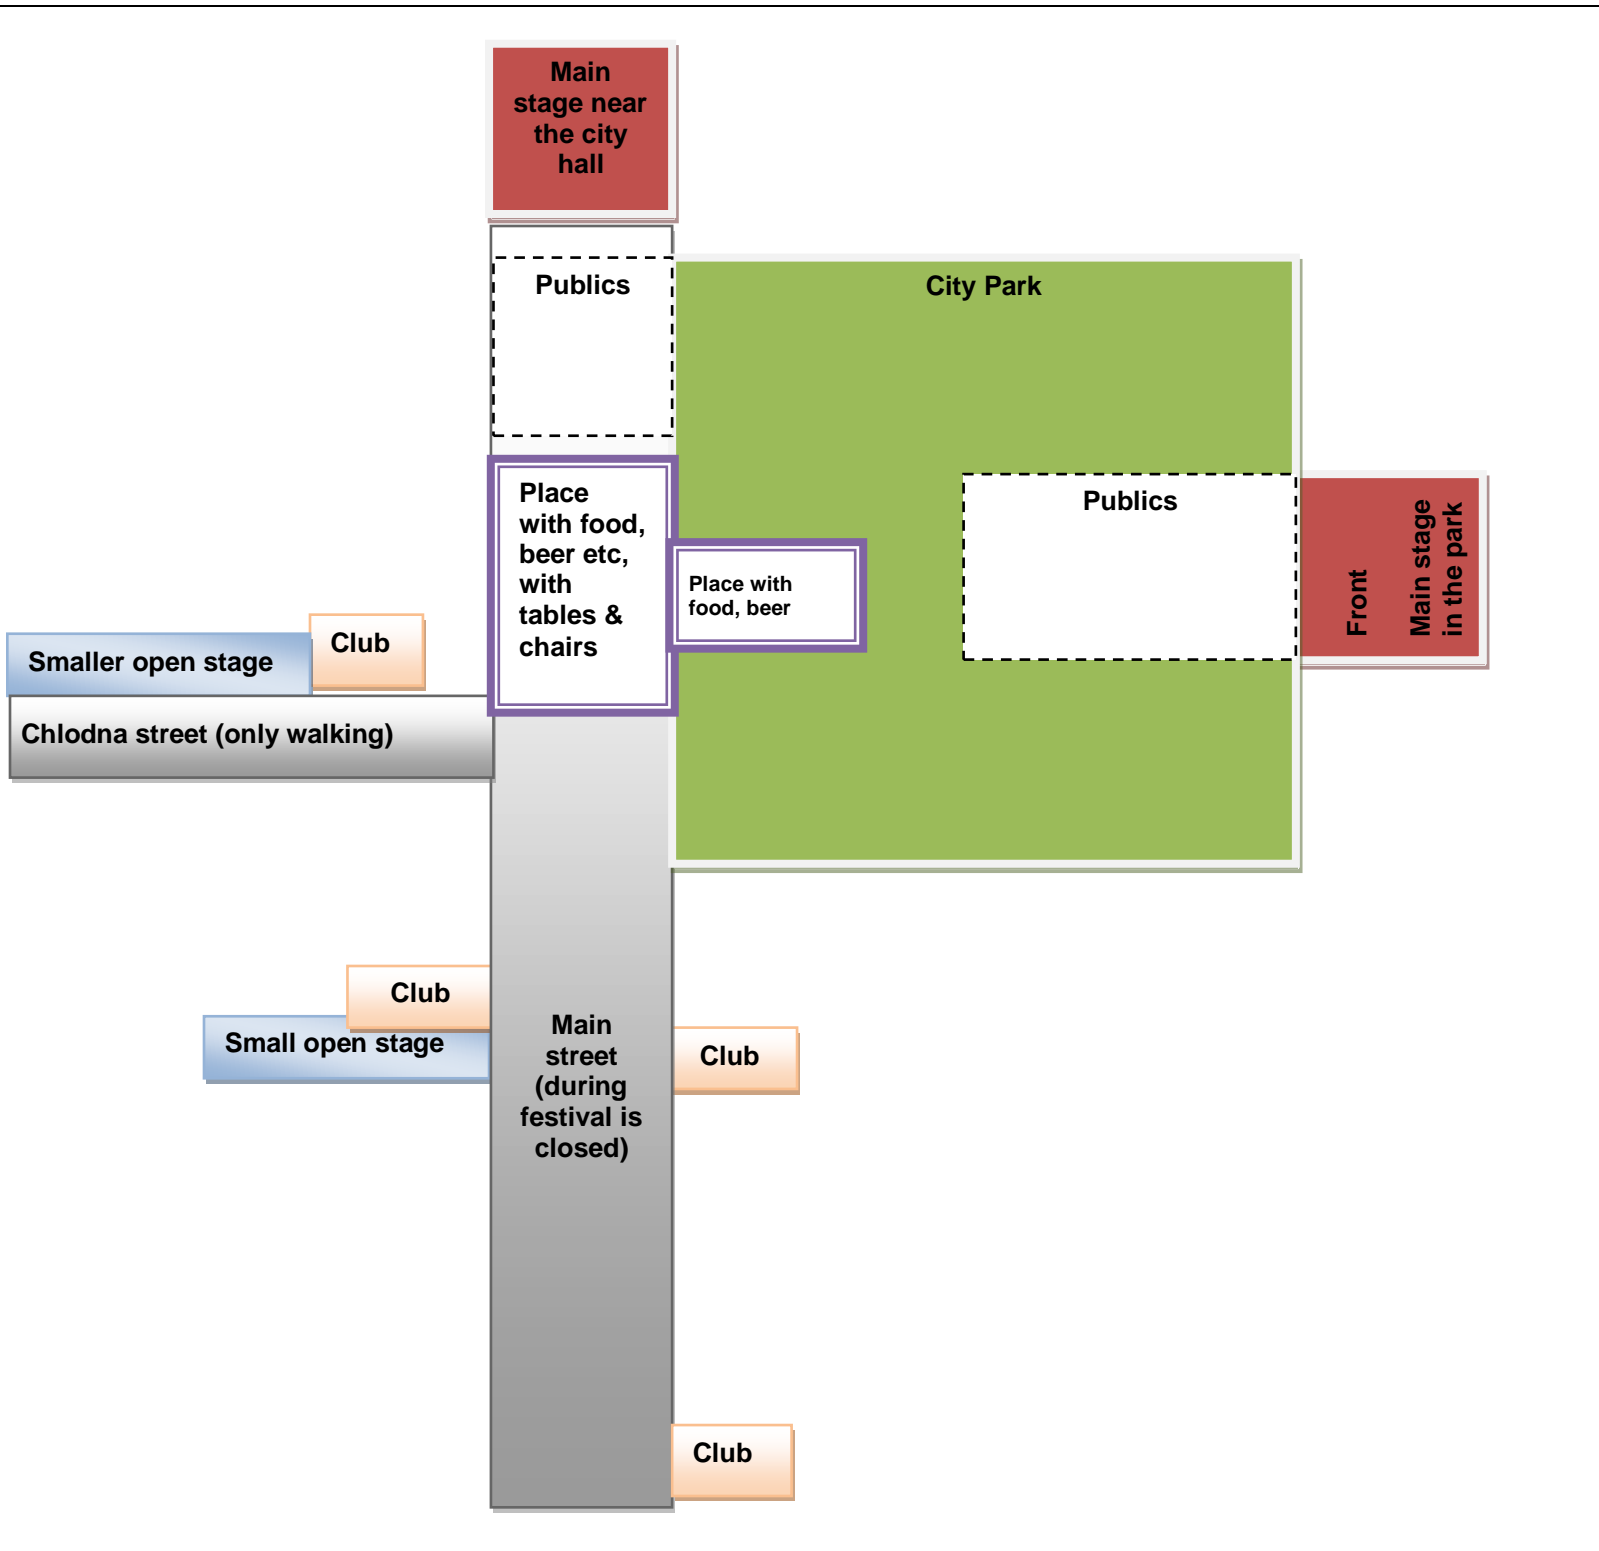 Main
stage near
the city
hall
Publics
City Park
Place
with food,
beer etc,
with
tables &
chairs
Place with
food, beer
Publics
Front
Main stage
in the park
Club
Smaller open stage
Chlodna street (only walking)
Club
Small open stage
Main
street
(during
festival is
closed)
Club
Club